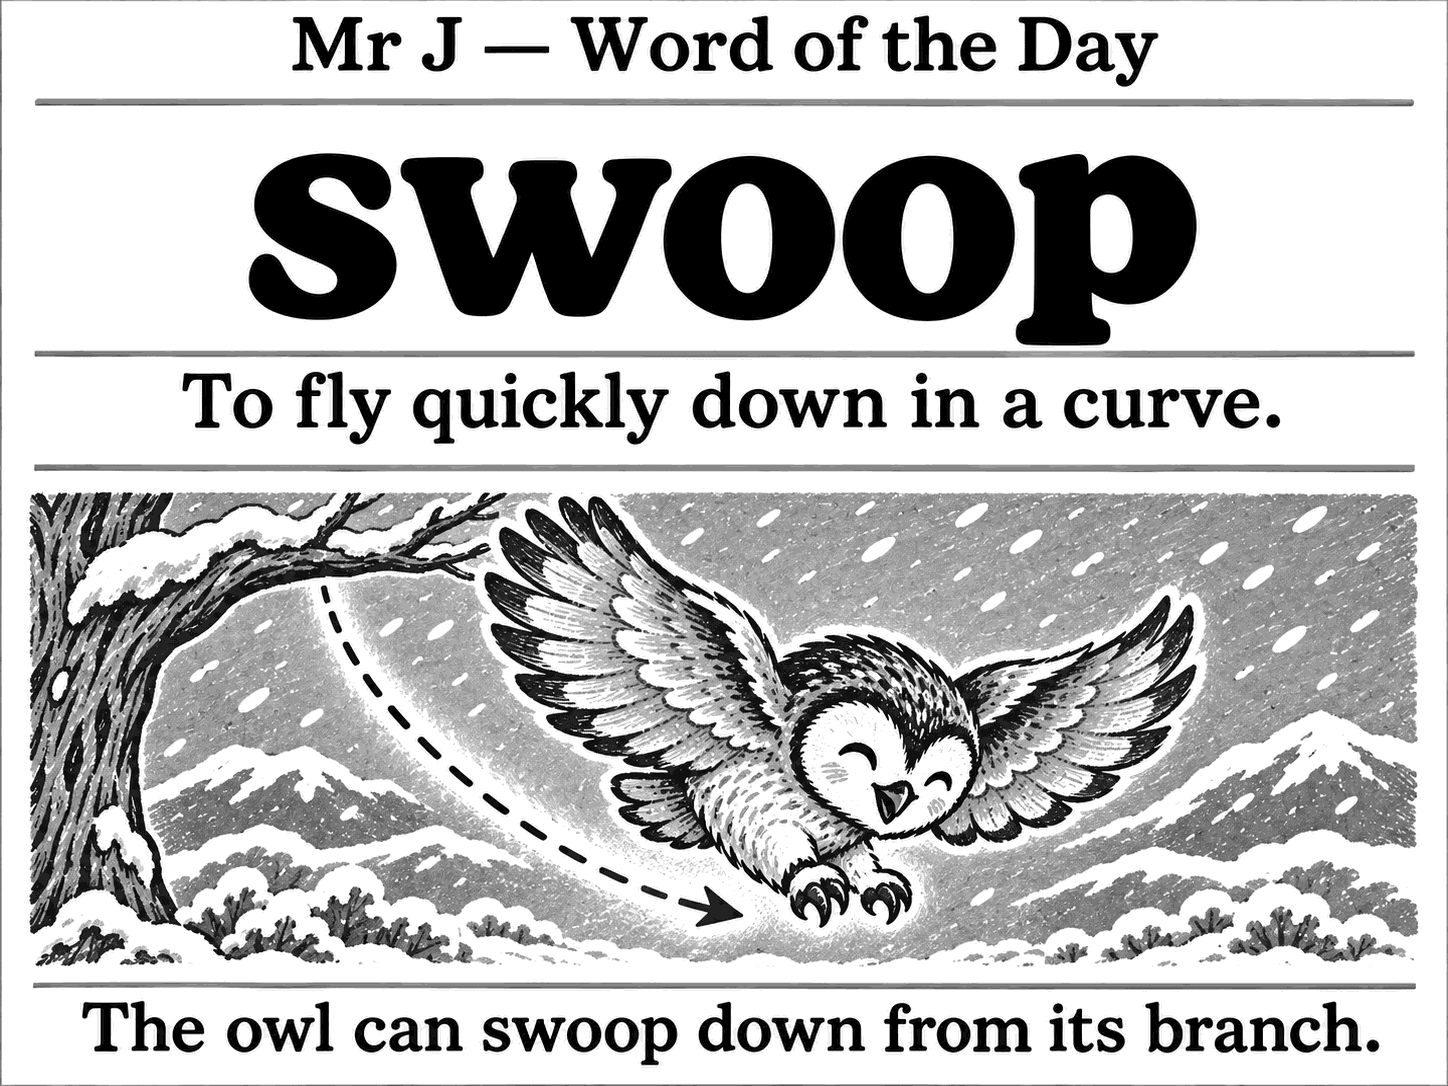 Mr J — Word of the Day
swoop
To fly quickly down in a curve.
The owl can swoop down from its branch.